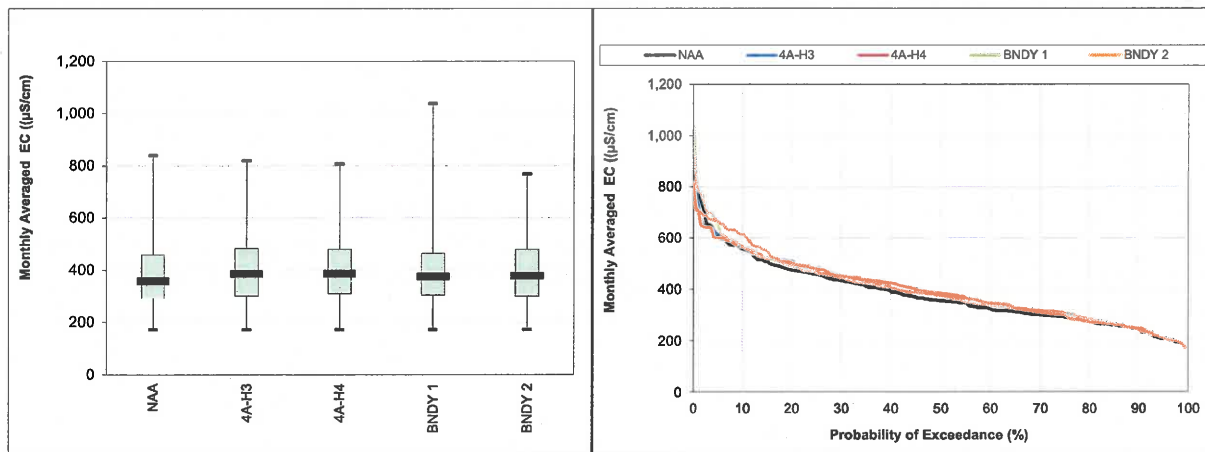 Monthly Averaged EC ((µS/cm)
1,200
1,000
800
600
400
200
0
NAA
4A-H3
4A-H4
BNDY 1
BNDY 2
NAA 4A-H3 4A-H4 BNDY 1 BNDY 2
Monthly Averaged EC ((µS/cm)
1,200
1,000
800
600
400
200
0
0 10 20 30 40 50 60 70 80 90 100
Probability of Exceedance (%)